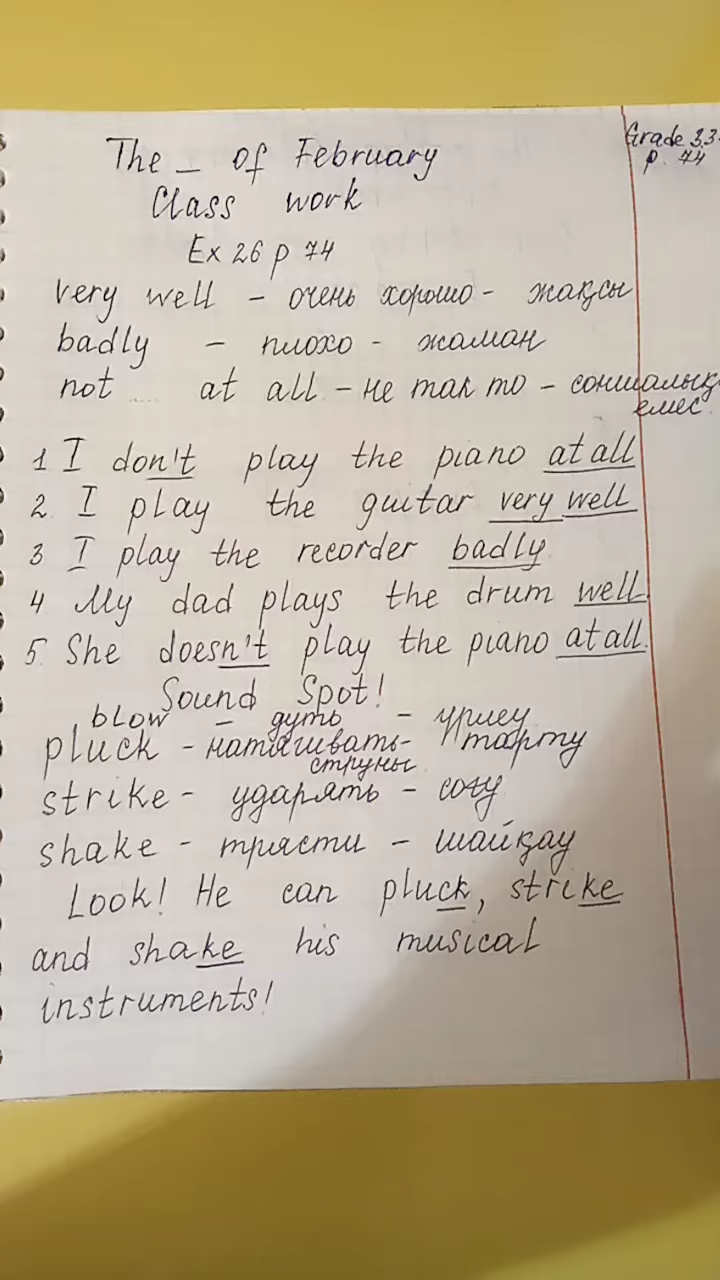 Grade 3.3.
p. 74
The _ of February
Class work
Ex 26 p 74
very well - очень хорошо - жақсы
badly - плохо - жаман
not ..... at all - не так то - соншалық
емес.
1 I don't play the piano at all
2. I play the guitar very well
3 I play the recorder badly.
4 My dad plays the drum well.
5. She doesn't play the piano at all.
Sound Spot!
blow - дуть - үрлеу
pluck - натягивать - тарту
струны
strike - ударять - соғу
shake - трясти - шайқау
Look! He can pluck, strike
and shake his musical
instruments!